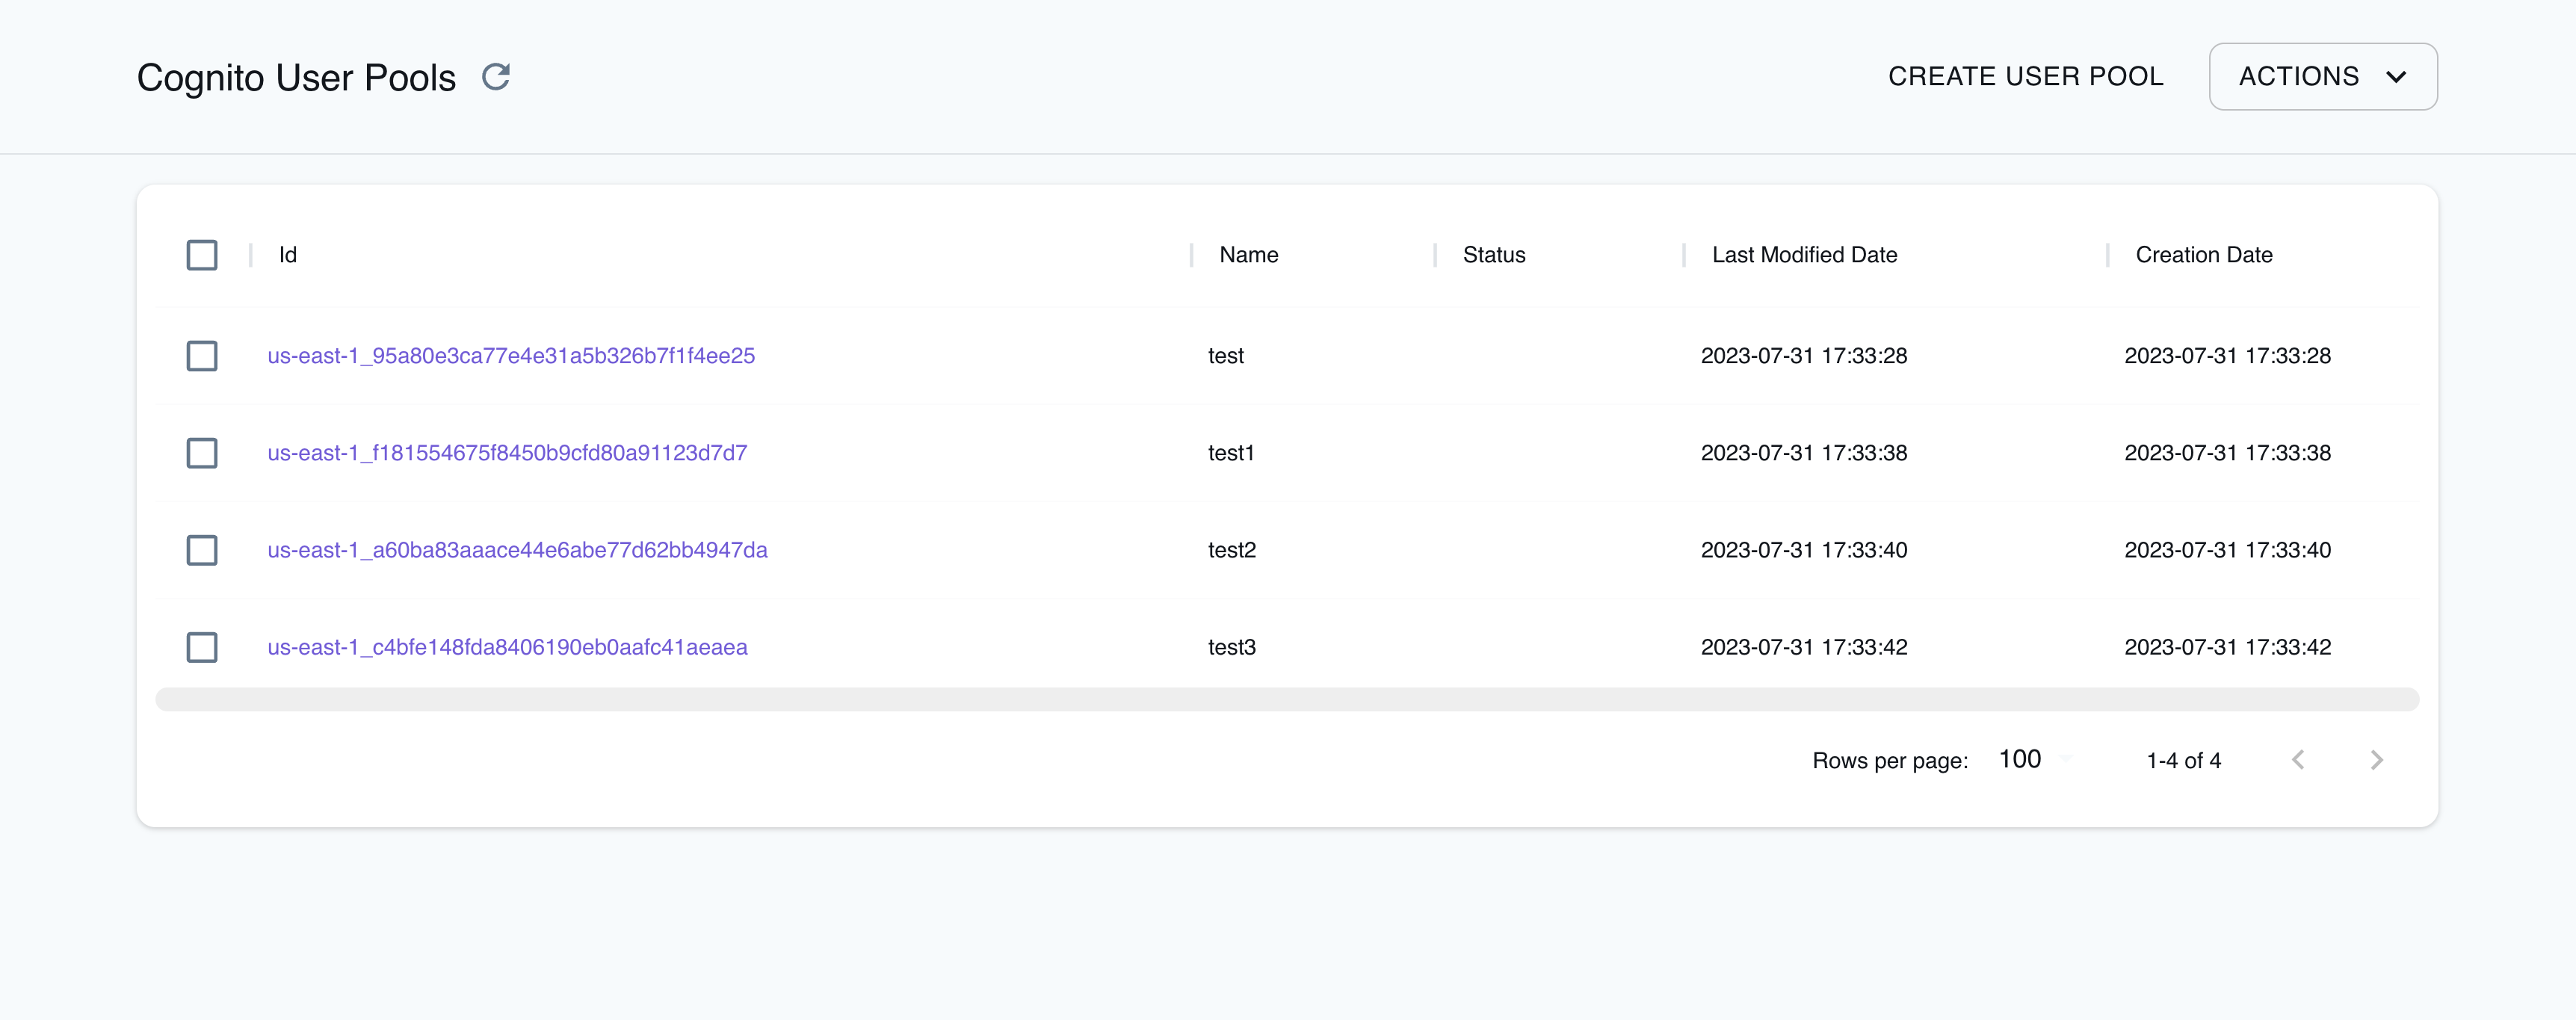 Cognito User Pools
CREATE USER POOL
ACTIONS
Id Name Status Last Modified Date Creation Date
us-east-1_95a80e3ca77e4e31a5b326b7f1f4ee25 test 2023-07-31 17:33:28 2023-07-31 17:33:28
us-east-1_f181554675f8450b9cfd80a91123d7d7 test1 2023-07-31 17:33:38 2023-07-31 17:33:38
us-east-1_a60ba83aaace44e6abe77d62bb4947da test2 2023-07-31 17:33:40 2023-07-31 17:33:40
us-east-1_c4bfe148fda8406190eb0aafc41aeaea test3 2023-07-31 17:33:42 2023-07-31 17:33:42
Rows per page: 100 1-4 of 4